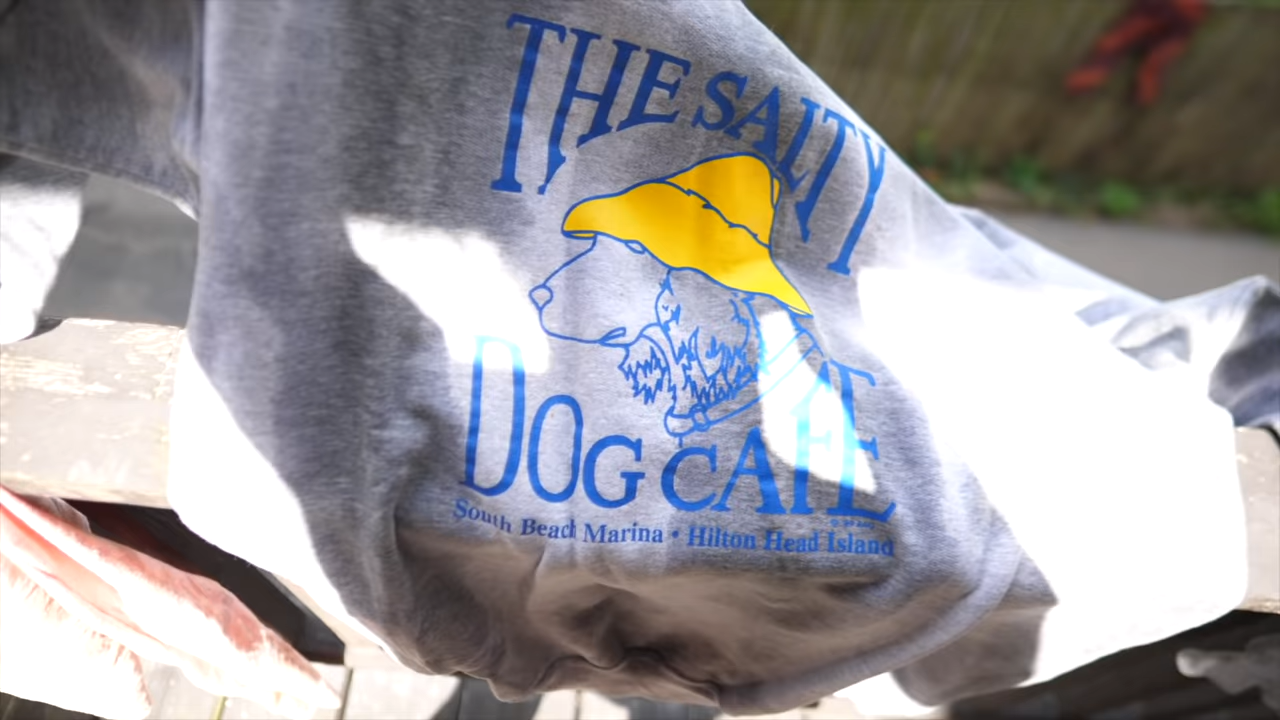 THE SALTY
DOG CAFE
South Beach Marina • Hilton Head Island